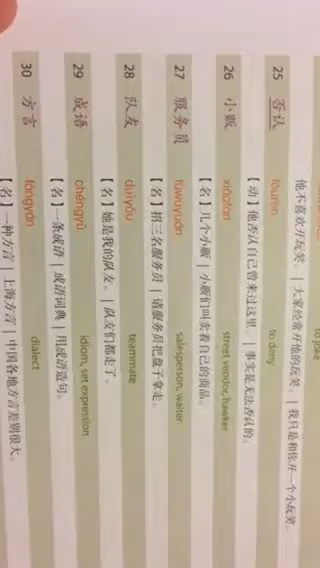 to joke
他不喜欢开玩笑。｜大家经常开他的玩笑。｜我只是和你开一个小玩笑
25 否认 fǒurèn to deny
【动】他否认自己曾来过这里。｜事实是无法否认的。
26 小贩 xiǎofàn street vendor, hawker
【名】几个小贩｜小贩们叫卖着自己的商品。
27 服务员 fúwùyuán salesperson, waiter
【名】招三名服务员｜请服务员把盘子拿走。
28 队友 duìyǒu teammate
【名】她是我的队友。｜队友们都走了。
29 成语 chéngyǔ idiom, set expression
【名】一条成语｜成语词典｜用成语造句。
30 方言 fāngyán dialect
【名】一种方言｜上海方言｜中国各地方言差别很大。